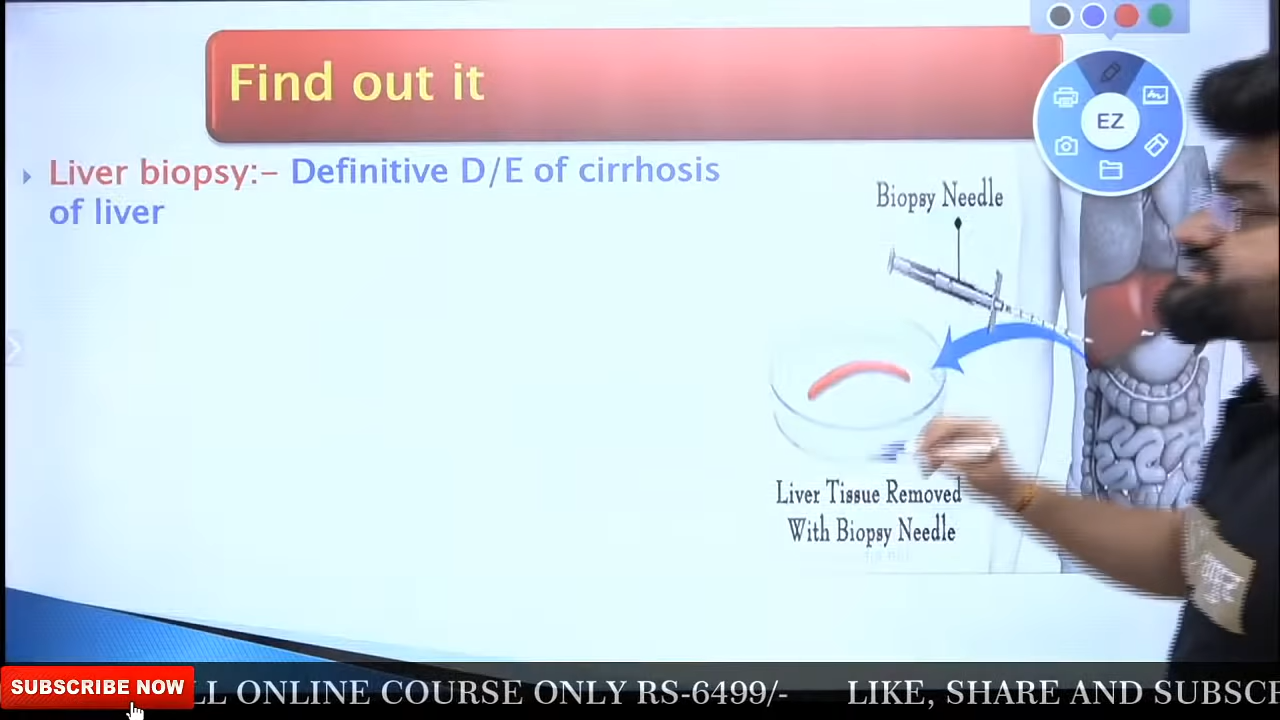 Find out it
EZ
Liver biopsy:– Definitive D/E of cirrhosis
of liver
Biopsy Needle
Liver Tissue Removed
With Biopsy Needle
SUBSCRIBE NOW
LL ONLINE COURSE ONLY RS-6499/-
LIKE, SHARE AND SUBSC